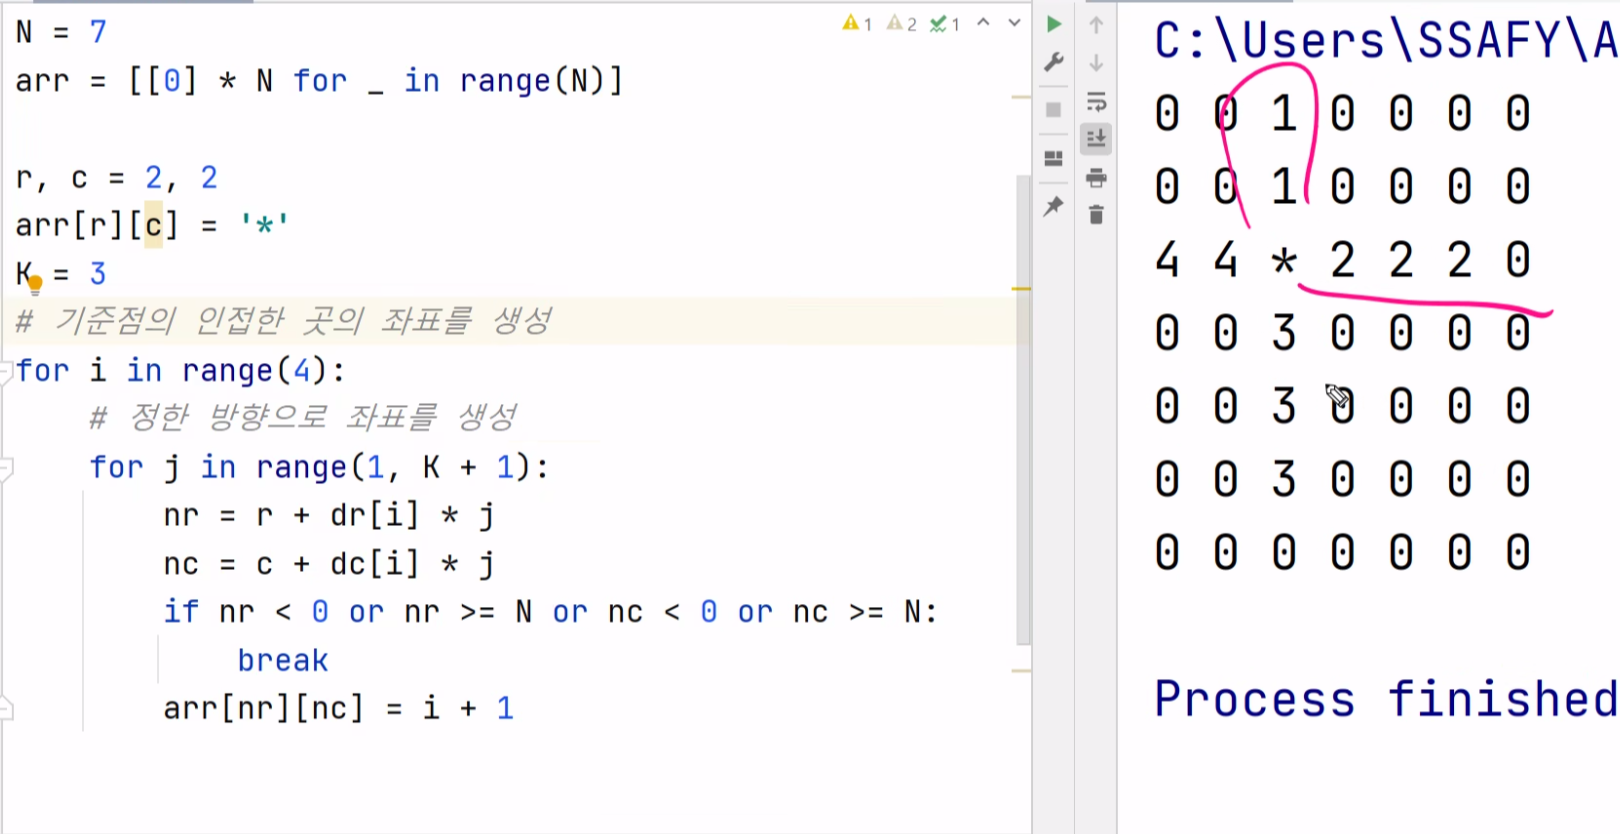 N = 7
arr = [[0] * N for _ in range(N)]
r, c = 2, 2
arr[r][c] = '*'
K = 3
# 기준점의 인접한 곳의 좌표를 생성
for i in range(4):
# 정한 방향으로 좌표를 생성
for j in range(1, K + 1):
nr = r + dr[i] * j
nc = c + dc[i] * j
if nr < 0 or nr >= N or nc < 0 or nc >= N:
break
arr[nr][nc] = i + 1
1 2 1
C:\Users\SSAFY\A
0 0 1 0 0 0 0
0 0 1 0 0 0 0
4 4 * 2 2 2 0
0 0 3 0 0 0 0
0 0 3 0 0 0 0
0 0 3 0 0 0 0
0 0 0 0 0 0 0
Process finished